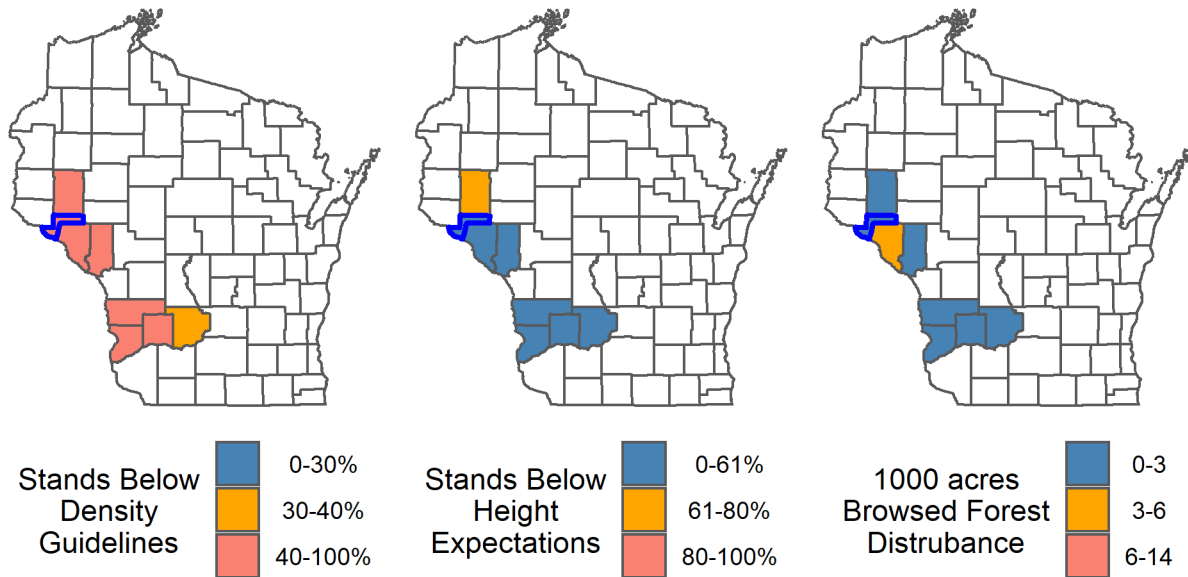 Stands Below
Density
Guidelines
0-30%
30-40%
40-100%
Stands Below
Height
Expectations
0-61%
61-80%
80-100%
1000 acres
Browsed Forest
Distrubance
0-3
3-6
6-14